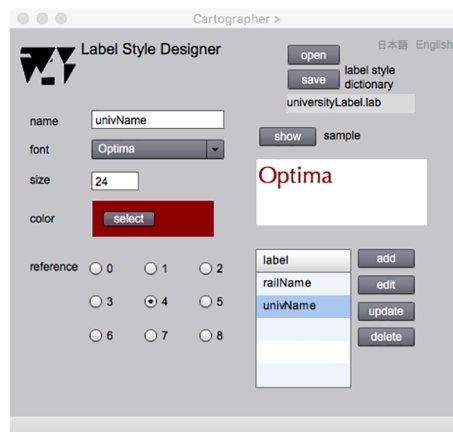 Cartographer >
日本語 English
Label Style Designer
open
save
label style
dictionary
universityLabel.lab
name univName
font Optima
size 24
color select
show sample
Optima
reference 0 1 2
3 4 5
6 7 8
label
railName
univName
add
edit
update
delete